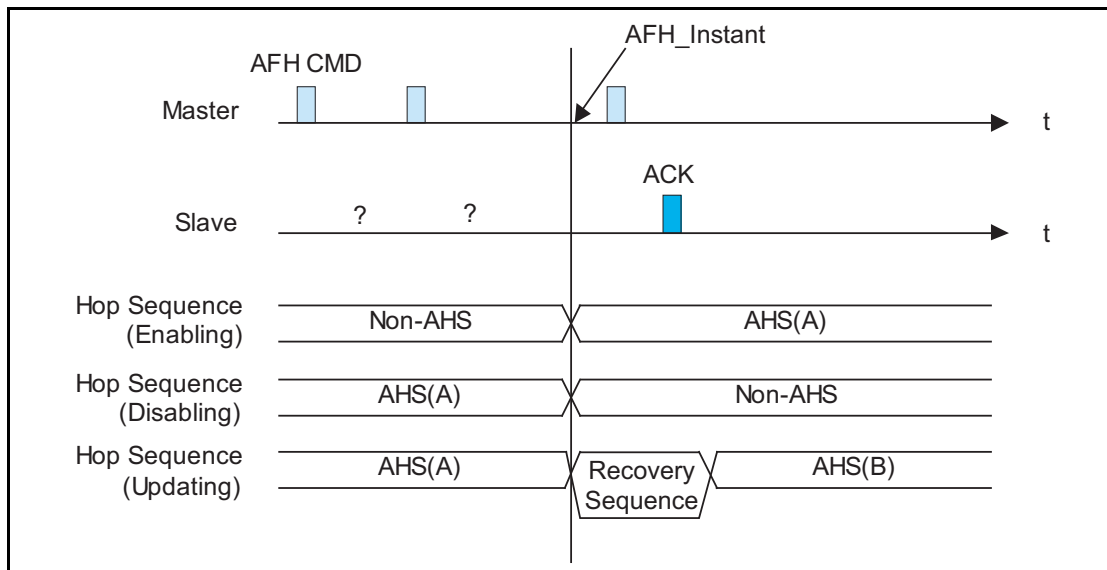 AFH_Instant
AFH CMD
Master
t
ACK
? ?
Slave
t
Hop Sequence
(Enabling)
Non-AHS
AHS(A)
Hop Sequence
(Disabling)
AHS(A)
Non-AHS
Hop Sequence
(Updating)
AHS(A)
Recovery
Sequence
AHS(B)